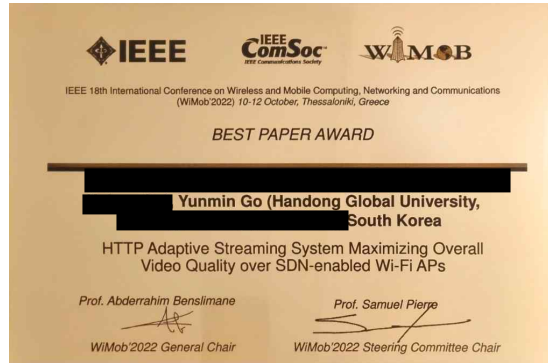 IEEE
IEEE ComSoc™
IEEE Communications Society
WiMOB
IEEE 18th International Conference on Wireless and Mobile Computing, Networking and Communications
(WiMob'2022) 10-12 October, Thessaloniki, Greece
BEST PAPER AWARD
, Yunmin Go (Handong Global University,
South Korea
HTTP Adaptive Streaming System Maximizing Overall
Video Quality over SDN-enabled Wi-Fi APs
Prof. Abderrahim Benslimane
Prof. Samuel Pierre
WiMob'2022 General Chair
WiMob'2022 Steering Committee Chair